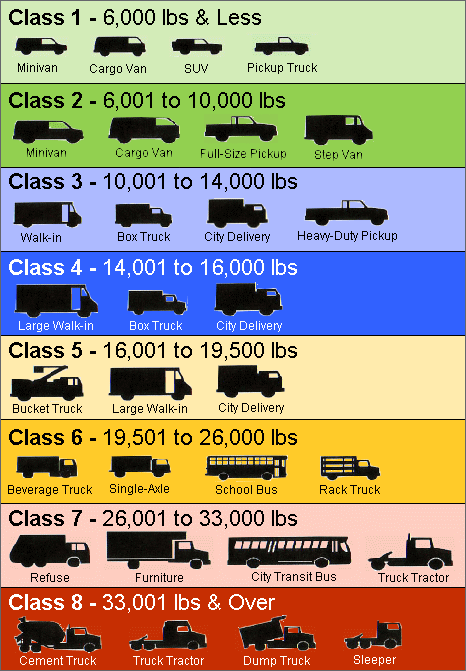 Class 1 - 6,000 lbs & Less
Minivan Cargo Van SUV Pickup Truck
Class 2 - 6,001 to 10,000 lbs
Minivan Cargo Van Full-Size Pickup Step Van
Class 3 - 10,001 to 14,000 lbs
Walk-in Box Truck City Delivery Heavy-Duty Pickup
Class 4 - 14,001 to 16,000 lbs
Large Walk-in Box Truck City Delivery
Class 5 - 16,001 to 19,500 lbs
Bucket Truck Large Walk-in City Delivery
Class 6 - 19,501 to 26,000 lbs
Beverage Truck Single-Axle School Bus Rack Truck
Class 7 - 26,001 to 33,000 lbs
Refuse Furniture City Transit Bus Truck Tractor
Class 8 - 33,001 lbs & Over
Cement Truck Truck Tractor Dump Truck Sleeper